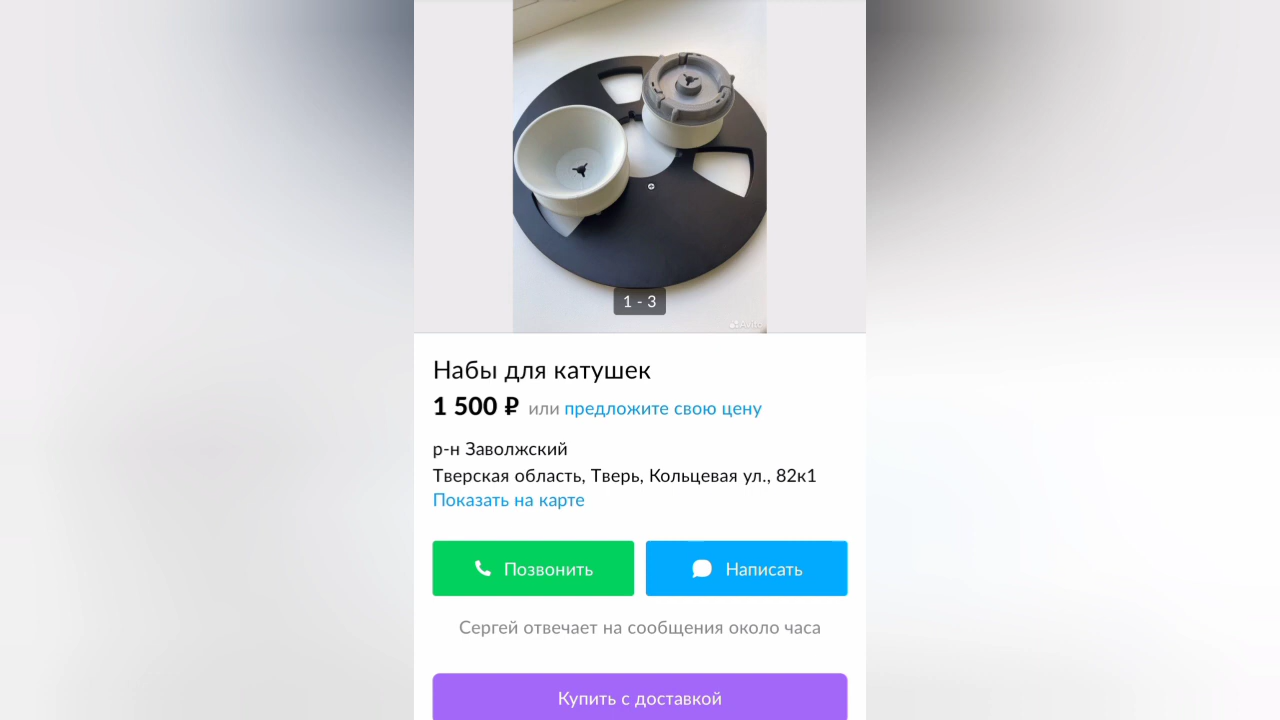 1 - 3
Avito
Набы для катушек
1 500 ₽ или предложите свою цену
р-н Заволжский
Тверская область, Тверь, Кольцевая ул., 82к1
Показать на карте
Позвонить
Написать
Сергей отвечает на сообщения около часа
Купить с доставкой